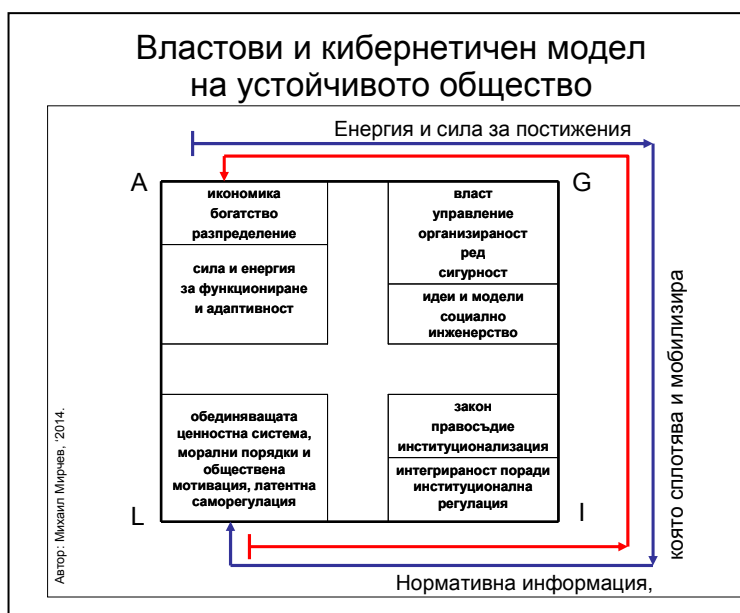 Властови и кибернетичен модел
на устойчивото общество
Енергия и сила за постижения
A
G
икономика
богатство
разпределение
сила и енергия
за функциониране
и адаптивност
власт
управление
организираност
ред
сигурност
идеи и модели
социално
инженерство
обединяващата
ценностна система,
морални порядки и
обществена
мотивация, латентна
саморегулация
закон
правосъдие
институционализация
интегрираност поради
институционална
регулация
L
I
Нормативна информация,
която сплотява и мобилизира
Автор: Михаил Мирчев, '2014.